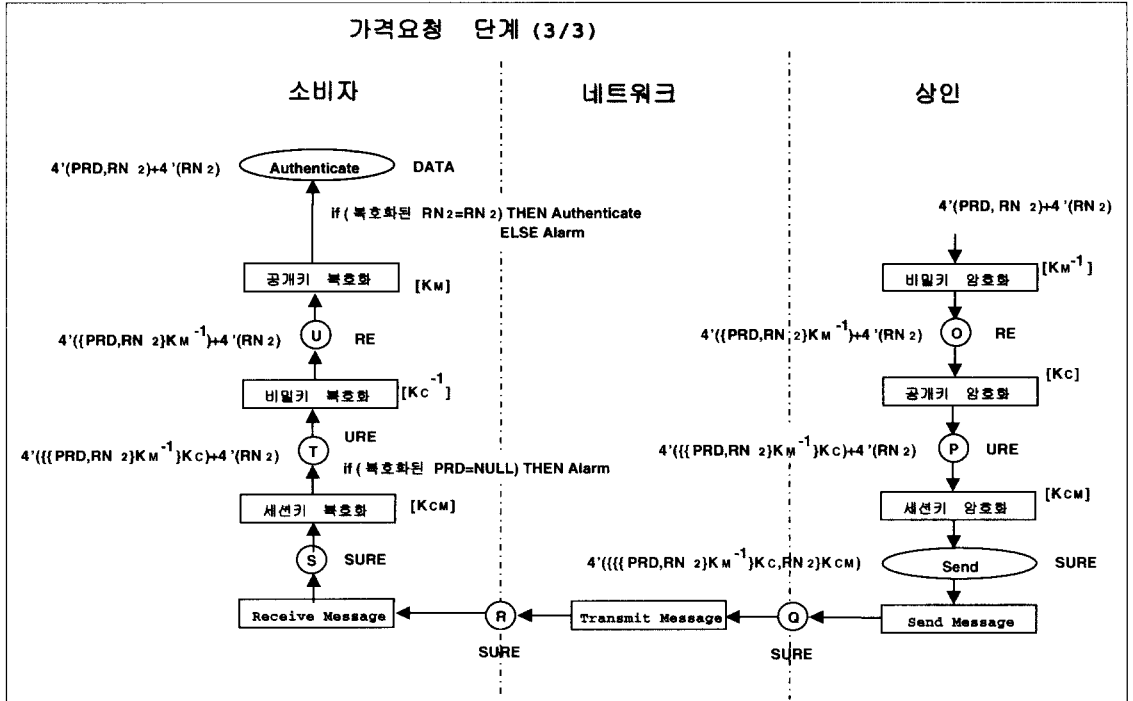 가격요청 단계 (3/3)
소비자 네트워크 상인
4'(PRD,RN 2)+4'(RN 2) Authenticate DATA
if ( 복호화된 RN2=RN2) THEN Authenticate
ELSE Alarm
4'(PRD, RN 2)+4'(RN 2)
공개키 복호화 [KM]
비밀키 암호화 [KM-1]
4'({PRD,RN 2}KM-1)+4'(RN 2) U RE
4'({PRD,RN 2}KM-1)+4'(RN 2) O RE
비밀키 복호화 [KC-1]
공개키 암호화 [KC]
4'({{PRD,RN 2}KM-1}KC)+4'(RN 2) T URE
if ( 복호화된 PRD=NULL) THEN Alarm
4'({{PRD,RN 2}KM-1}KC)+4'(RN 2) P URE
세션키 복호화 [KCM]
세션키 암호화 [KCM]
S SURE
4'({{{{PRD,RN 2}KM-1}KC,RN 2}KCM) Send SURE
Receive Message R Transmit Message Q Send Message
SURE SURE